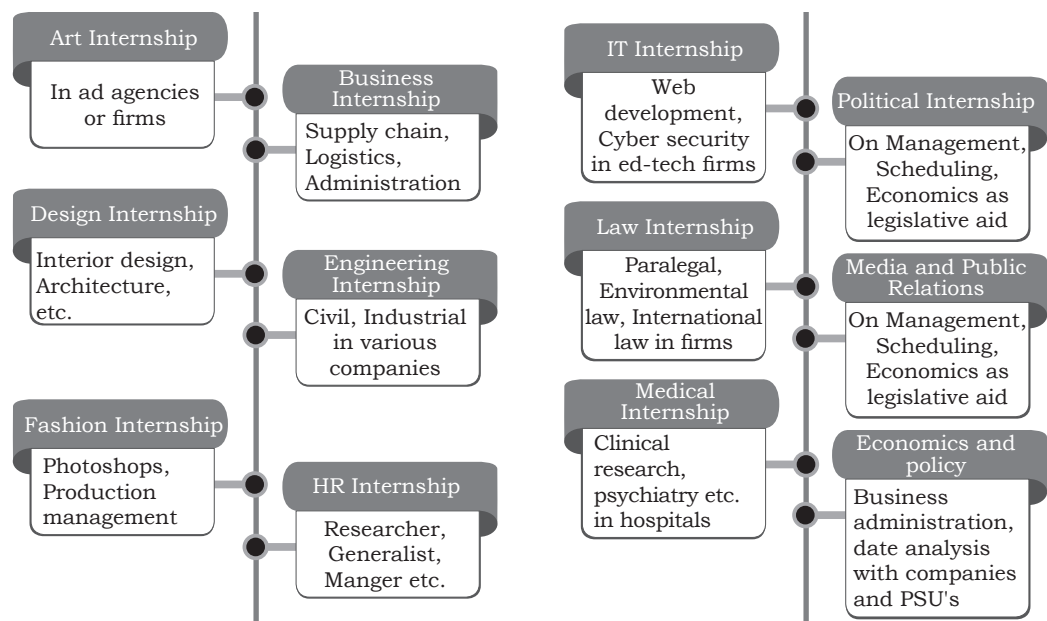 Art Internship
In ad agencies
or firms
Business
Internship
Supply chain,
Logistics,
Administration
Design Internship
Interior design,
Architecture,
etc.
Engineering
Internship
Civil, Industrial
in various
companies
Fashion Internship
Photoshops,
Production
management
HR Internship
Researcher,
Generalist,
Manger etc.
IT Internship
Web
development,
Cyber security
in ed-tech firms
Political Internship
On Management,
Scheduling,
Economics as
legislative aid
Law Internship
Paralegal,
Environmental
law, International
law in firms
Media and Public
Relations
On Management,
Scheduling,
Economics as
legislative aid
Medical
Internship
Clinical
research,
psychiatry etc.
in hospitals
Economics and
policy
Business
administration,
date analysis
with companies
and PSU's